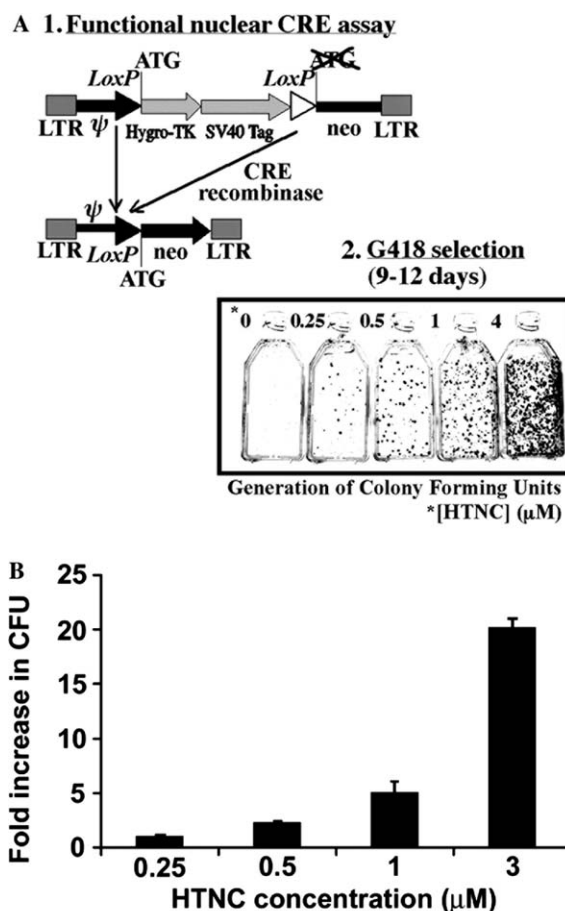 A 1. Functional nuclear CRE assay
ATG
LoxP
LoxP
ATG
LTR
ψ
Hygro-TK
SV40 Tag
neo
LTR
CRE
recombinase
ψ
LTR
LoxP
neo
LTR
ATG
2. G418 selection
(9-12 days)
*0 0.25 0.5 1 4
Generation of Colony Forming Units
*[HTNC] (μM)
B
Fold increase in CFU
25
20
15
10
5
0
0.25 0.5 1 3
HTNC concentration (μM)